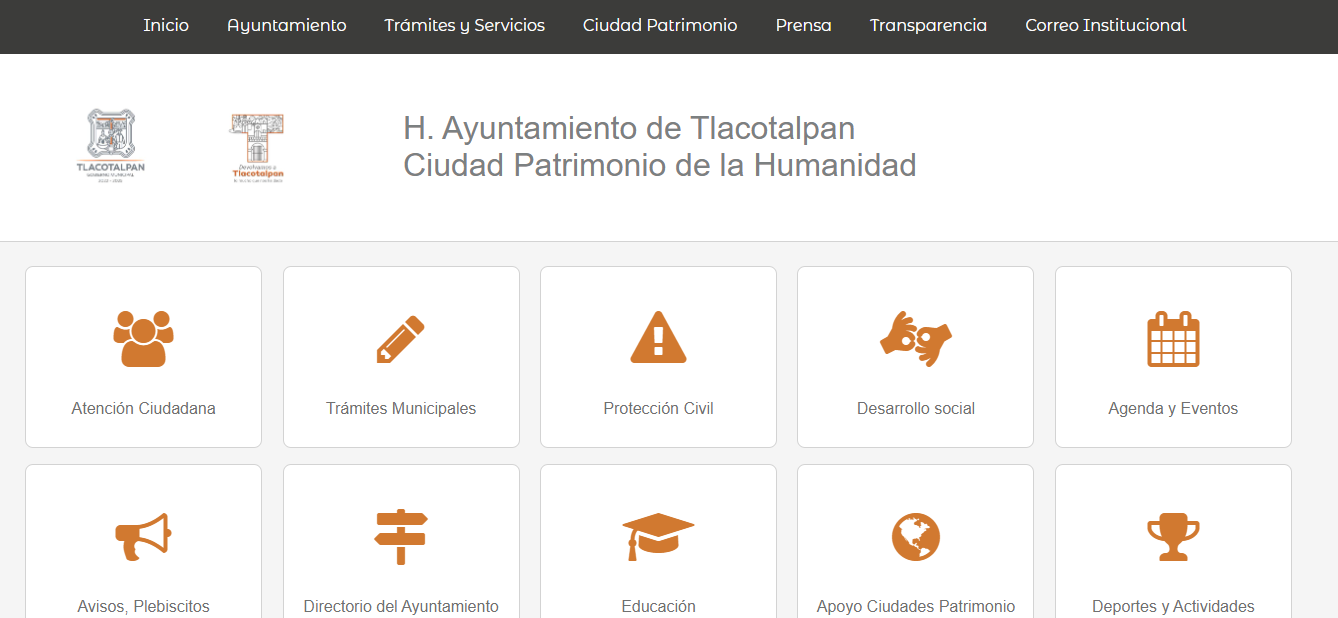 Inicio Ayuntamiento Trámites y Servicios Ciudad Patrimonio Prensa Transparencia Correo Institucional
TLACOTALPAN
Devolvamos a
Tlacotalpan
H. Ayuntamiento de Tlacotalpan
Ciudad Patrimonio de la Humanidad
Atención Ciudadana
Trámites Municipales
Protección Civil
Desarrollo social
Agenda y Eventos
Avisos, Plebiscitos
Directorio del Ayuntamiento
Educación
Apoyo Ciudades Patrimonio
Deportes y Actividades